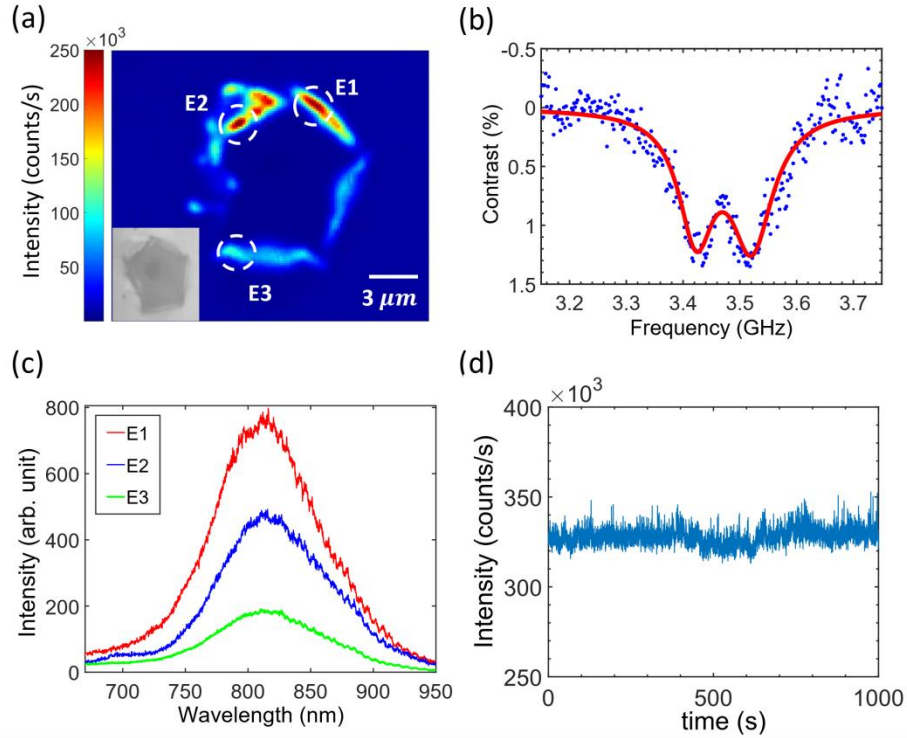 (a)
×10³
Intensity (counts/s)
250
200
150
100
50
E2
E1
E3
3 μm
(b)
Contrast (%)
-0.5
0
0.5
1
1.5
3.2 3.3 3.4 3.5 3.6 3.7
Frequency (GHz)
(c)
Intensity (arb. unit)
800
600
400
200
0
E1
E2
E3
700 750 800 850 900 950
Wavelength (nm)
(d)
×10³
Intensity (counts/s)
400
350
300
250
0 500 1000
time (s)